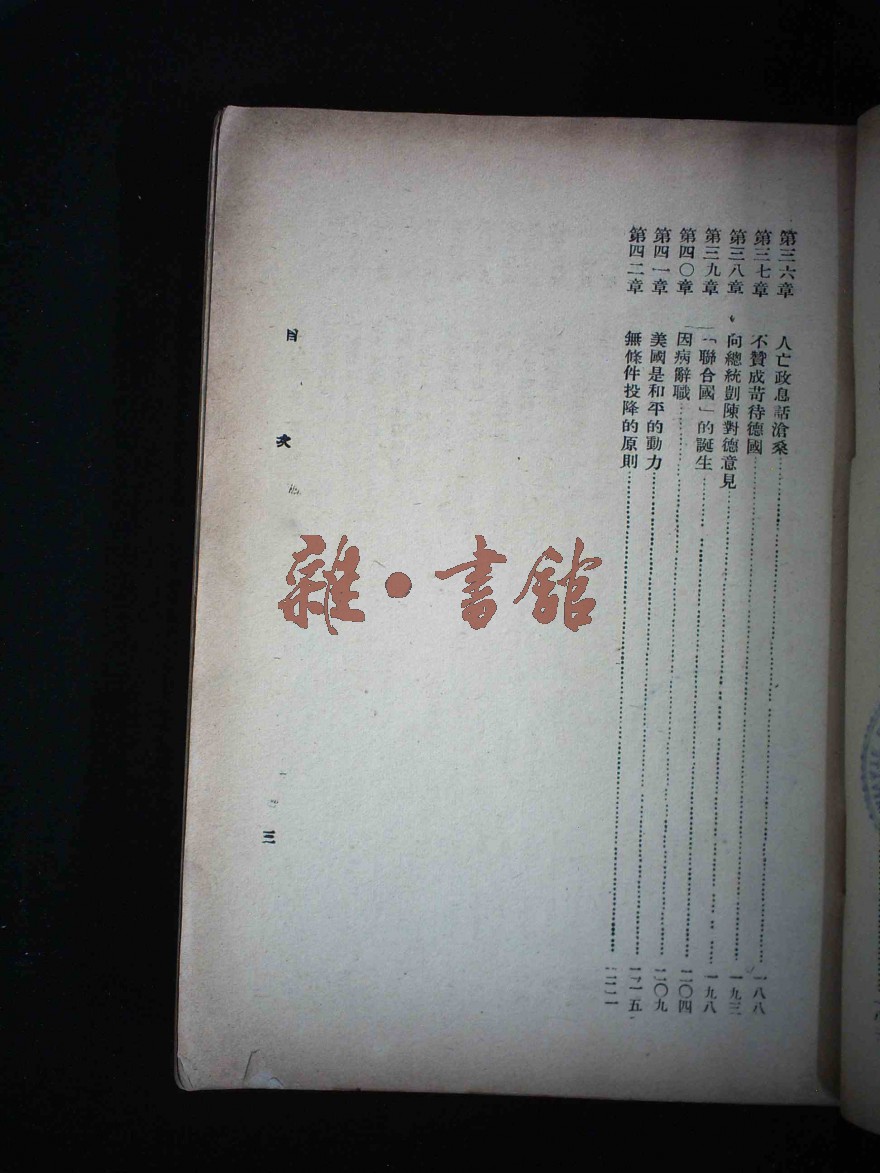 第三六章 人亡政息話滄桑……一八八
第三七章 不贊成苛待德國……一九三
第三八章 向總統剴陳對德意見……一九八
第三九章 「聯合國」的誕生……二〇四
第四〇章 因病辭職……二〇九
第四一章 美國是和平的動力……二一五
第四二章 無條件投降的原則……二二一
目次 三
雜·書館